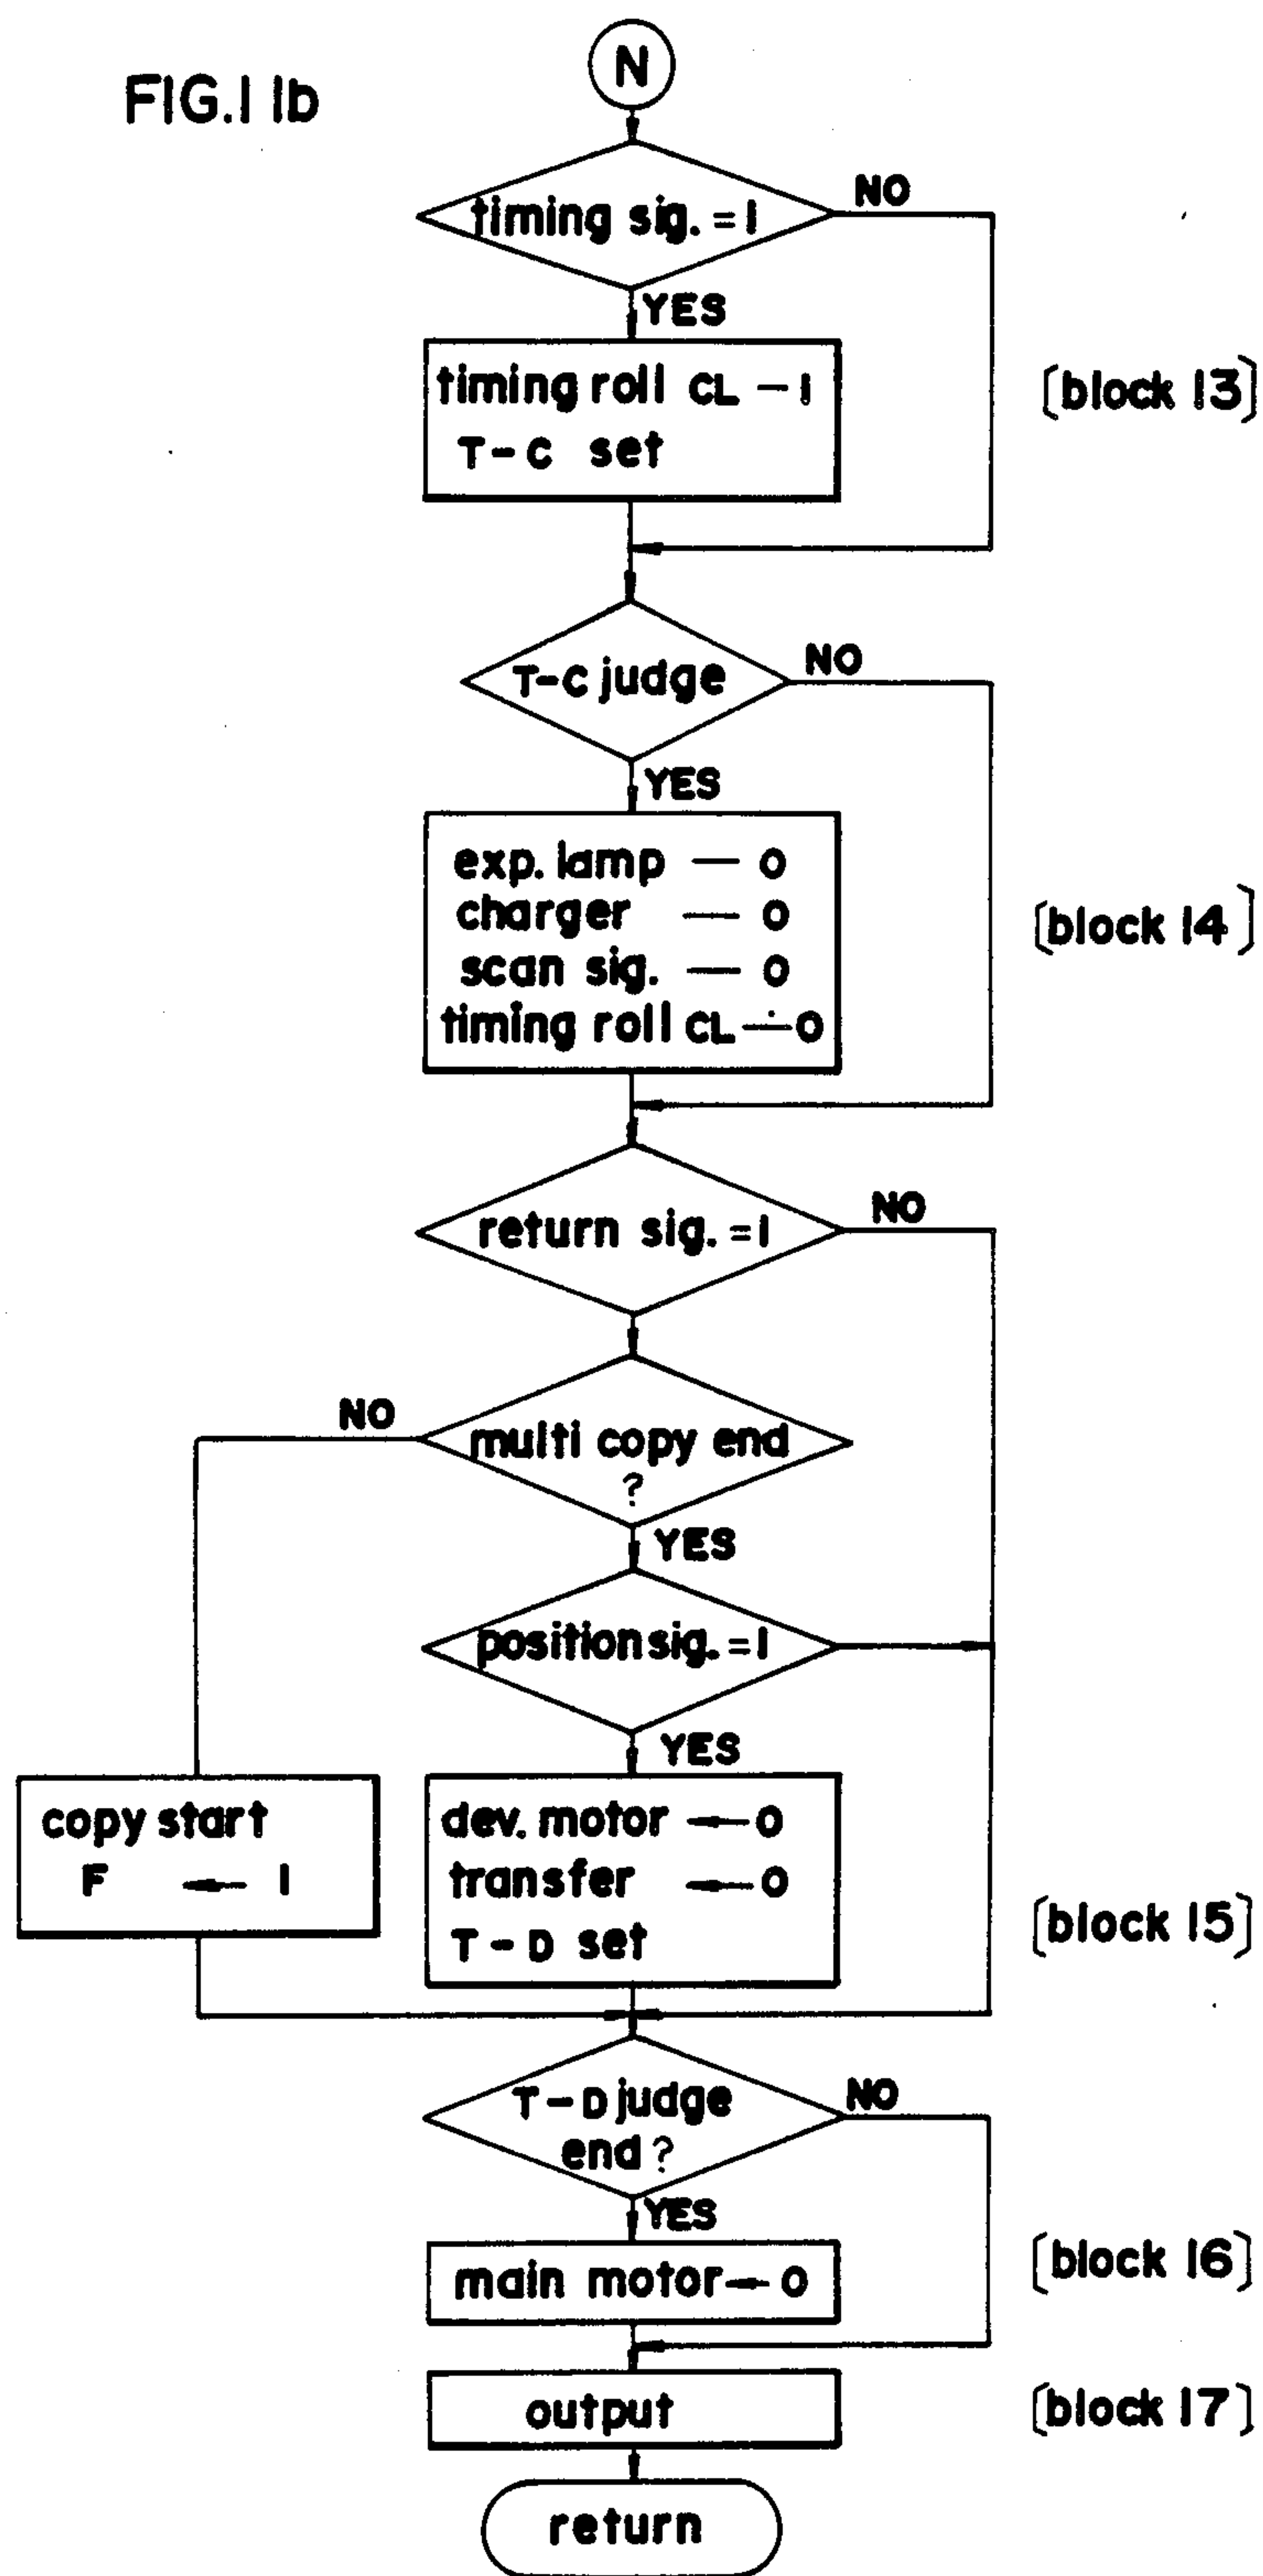 FIG.11b
N
timing sig. = 1
NO
YES
timing roll CL — 1
T-C set
[block 13]
T-C judge
NO
YES
exp. lamp — 0
charger — 0
scan sig. — 0
timing roll CL — 0
[block 14]
return sig. = 1
NO
multi copy end
?
NO
YES
position sig. = 1
YES
copy start
F ← 1
dev. motor ← 0
transfer ← 0
T-D set
[block 15]
T-D judge
end ?
NO
YES
main motor ← 0
[block 16]
output
[block 17]
return